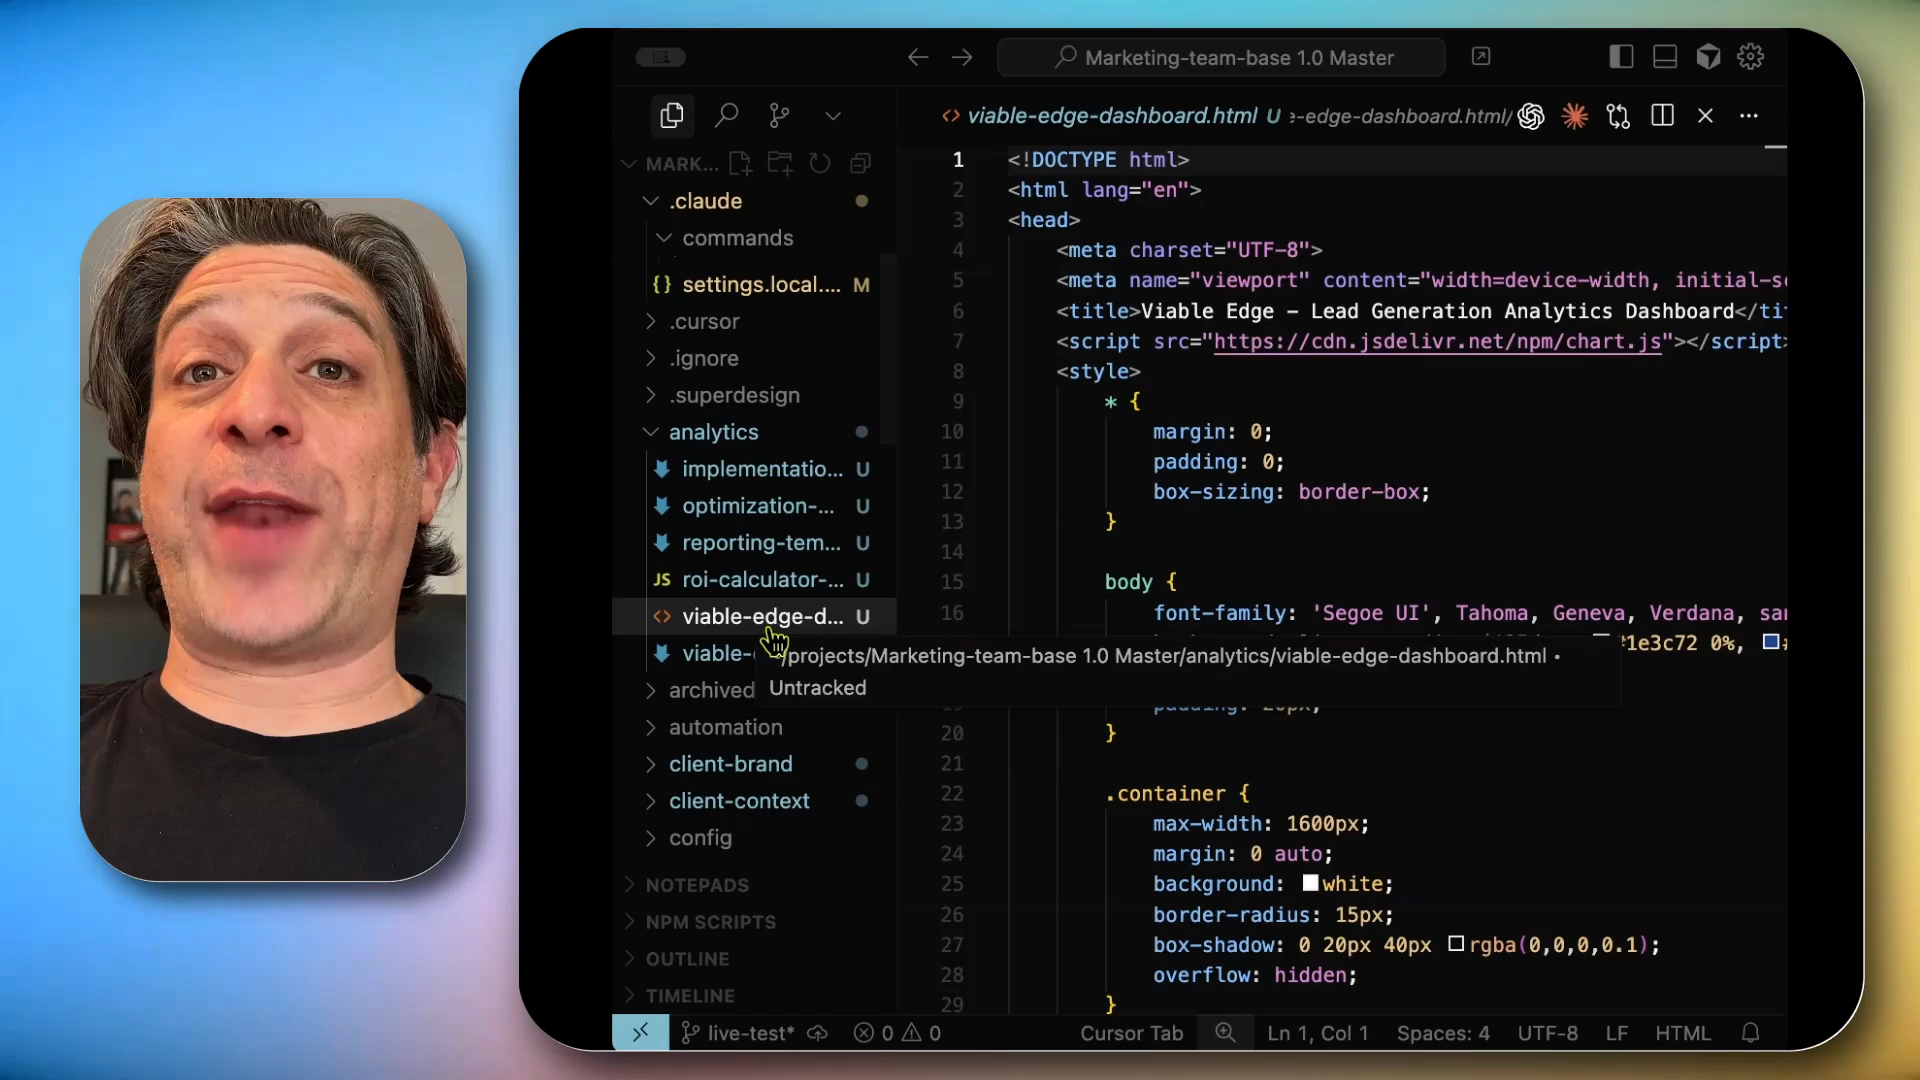 Marketing-team-base 1.0 Master
viable-edge-dashboard.html U
e-edge-dashboard.html/
MARK...
.claude
commands
{} settings.local.... M
.cursor
.ignore
.superdesign
analytics
implementatio... U
optimization-... U
reporting-tem... U
JS roi-calculator-... U
<> viable-edge-d... U
viable-
archived
automation
client-brand
client-context
config
NOTEPADS
NPM SCRIPTS
OUTLINE
TIMELINE
1 <!DOCTYPE html>
2 <html lang="en">
3 <head>
4 <meta charset="UTF-8">
5 <meta name="viewport" content="width=device-width, initial-sc
6 <title>Viable Edge – Lead Generation Analytics Dashboard</tit
7 <script src="https://cdn.jsdelivr.net/npm/chart.js"></script>
8 <style>
9 * {
10 margin: 0;
11 padding: 0;
12 box-sizing: border-box;
13 }
14
15 body {
16 font-family: 'Segoe UI', Tahoma, Geneva, Verdana, san
#1e3c72 0%, #
~/projects/Marketing-team-base 1.0 Master/analytics/viable-edge-dashboard.html •
Untracked
padding: 20px;
20 }
21
22 .container {
23 max-width: 1600px;
24 margin: 0 auto;
25 background: white;
26 border-radius: 15px;
27 box-shadow: 0 20px 40px rgba(0,0,0,0.1);
28 overflow: hidden;
29 }
live-test* 0 0
Cursor Tab Ln 1, Col 1 Spaces: 4 UTF-8 LF HTML